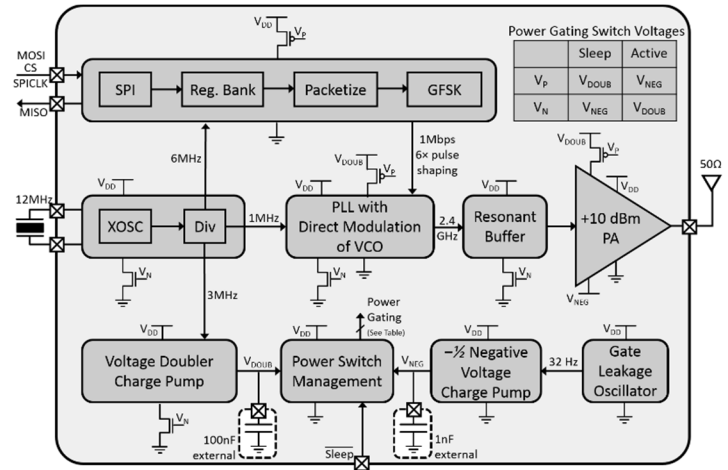 Power Gating Switch Voltages
Sleep Active
VP VDOUB VNEG
VN VNEG VDOUB
VDD
VP
MOSI
CS
SPICLK
MISO
SPI
Reg. Bank
Packetize
GFSK
6MHz
1Mbps
6× pulse
shaping
VDOUB
VP
VDD
50Ω
12MHz
VDD
XOSC
Div
1MHz
VDD
VDOUB
VP
PLL with
Direct Modulation
of VCO
2.4
GHz
VDD
Resonant
Buffer
+10 dBm
PA
VN
VN
VN
VNEG
3MHz
Power
Gating
(See Table)
VDD
Voltage Doubler
Charge Pump
VDOUB
VDD
Power Switch
Management
VNEG
VDD
−½ Negative
Voltage
Charge Pump
32 Hz
VDD
Gate
Leakage
Oscillator
VN
100nF
external
Sleep
1nF
external